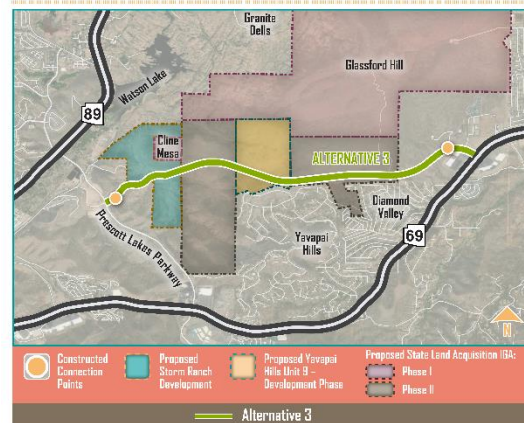 Granite
Dells
Glassford Hill
Watson Lake
89
Cline
Mesa
ALTERNATIVE 3
Diamond
Valley
Prescott Lakes Parkway
Yavapai
Hills
69
N
Constructed
Connection
Points
Proposed
Storm Ranch
Development
Proposed Yavapai
Hills Unit 9 –
Development Phase
Proposed State Land Acquisition IGA:
Phase I
Phase II
Alternative 3